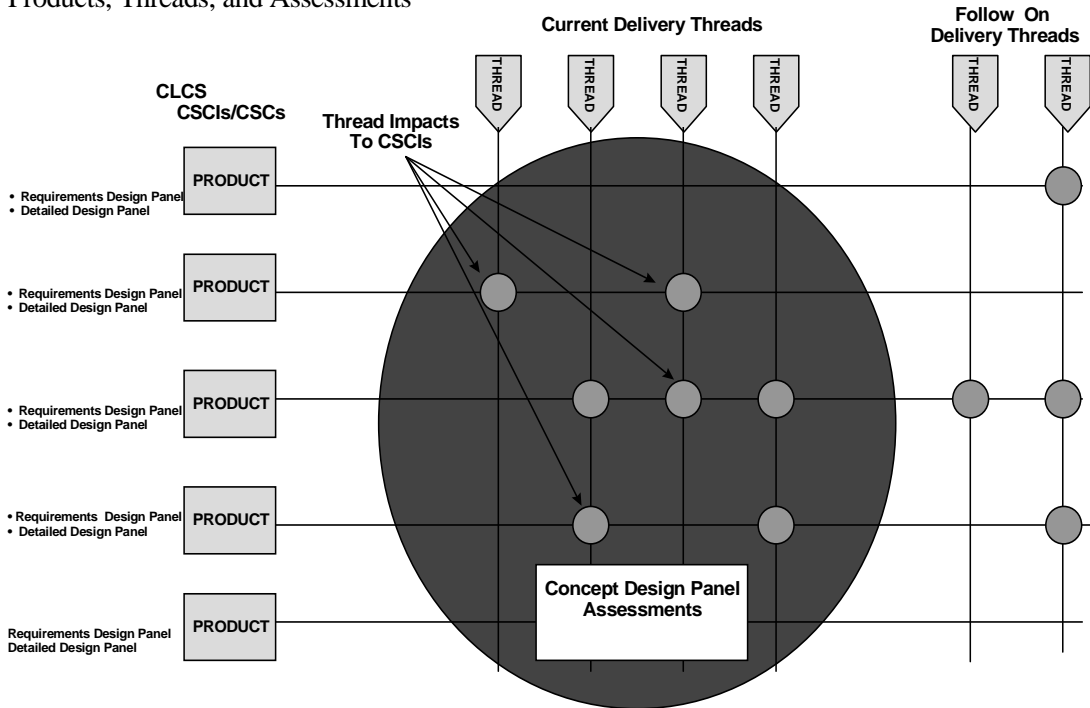 Products, Threads, and Assessments
Current Delivery Threads
Follow On
Delivery Threads
THREAD
THREAD
THREAD
THREAD
THREAD
THREAD
CLCS
CSCIs/CSCs
Thread Impacts
To CSCIs
PRODUCT
• Requirements Design Panel
• Detailed Design Panel
PRODUCT
• Requirements Design Panel
• Detailed Design Panel
PRODUCT
• Requirements Design Panel
• Detailed Design Panel
PRODUCT
• Requirements Design Panel
• Detailed Design Panel
Concept Design Panel
Assessments
PRODUCT
Requirements Design Panel
Detailed Design Panel